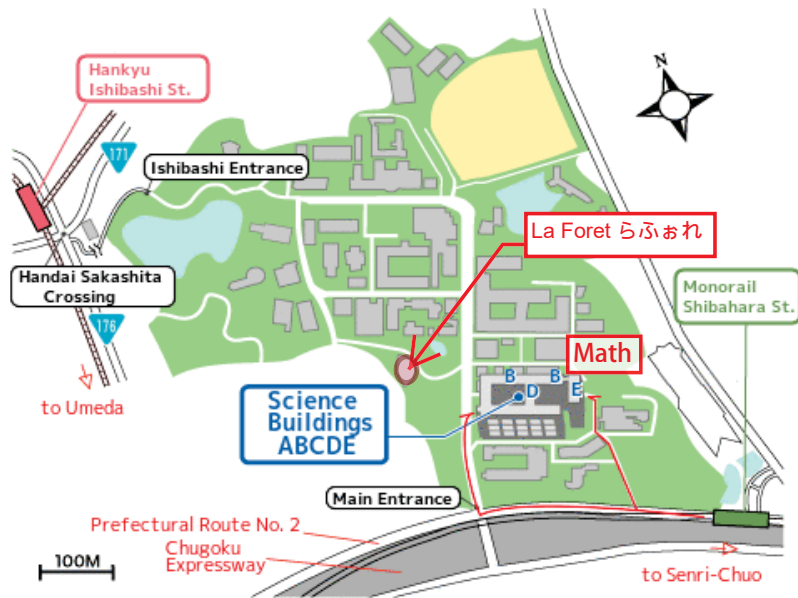 Hankyu
Ishibashi St.
N
171
Ishibashi Entrance
La Foret らふぉれ
Handai Sakashita
Crossing
Monorail
Shibahara St.
176
Math
to Umeda
B
B
D
E
Science
Buildings
ABCDE
Main Entrance
Prefectural Route No. 2
Chugoku
Expressway
100M
to Senri-Chuo